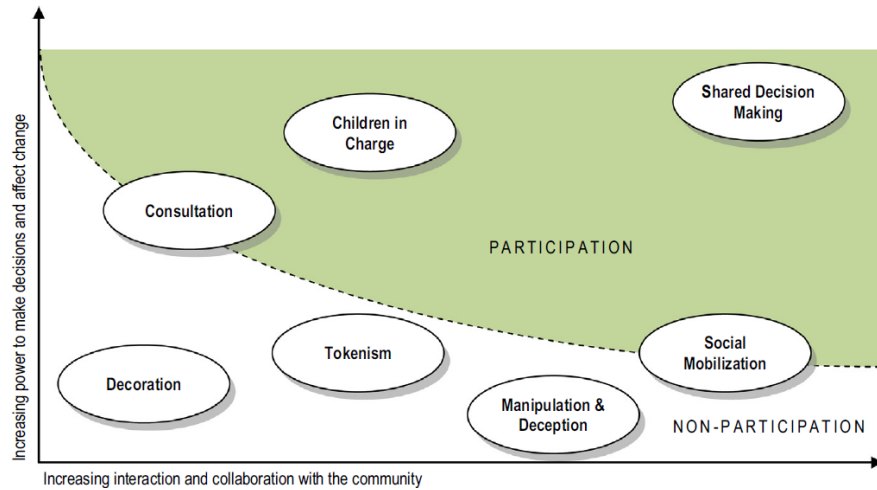 Increasing power to make decisions and affect change
Shared Decision
Making
Children in
Charge
Consultation
PARTICIPATION
Tokenism
Social
Mobilization
Decoration
Manipulation &
Deception
NON-PARTICIPATION
Increasing interaction and collaboration with the community